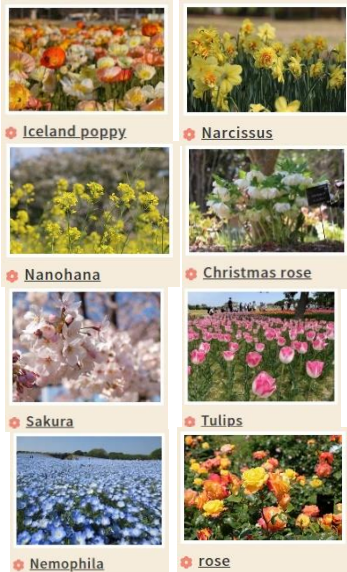 Iceland poppy
Narcissus
Nanohana
Christmas rose
Sakura
Tulips
Nemophila
rose